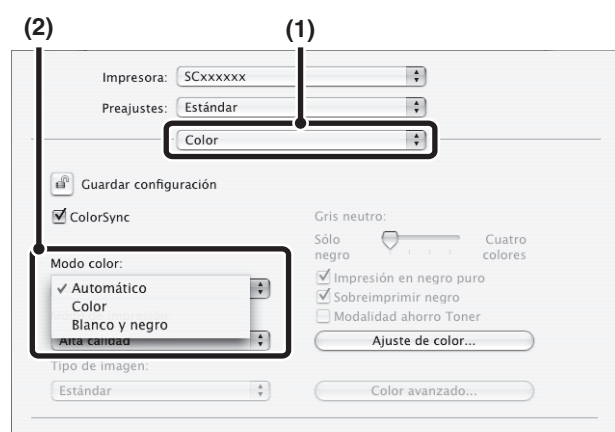 (2)
(1)
Impresora: SCxxxxxx
Preajustes: Estándar
Color
Guardar configuración
ColorSync
Modo color:
Automático
Color
Blanco y negro
Alta calidad
Tipo de imagen:
Estándar
Gris neutro:
Sólo negro
Cuatro colores
Impresión en negro puro
Sobreimprimir negro
Modalidad ahorro Toner
Ajuste de color...
Color avanzado...